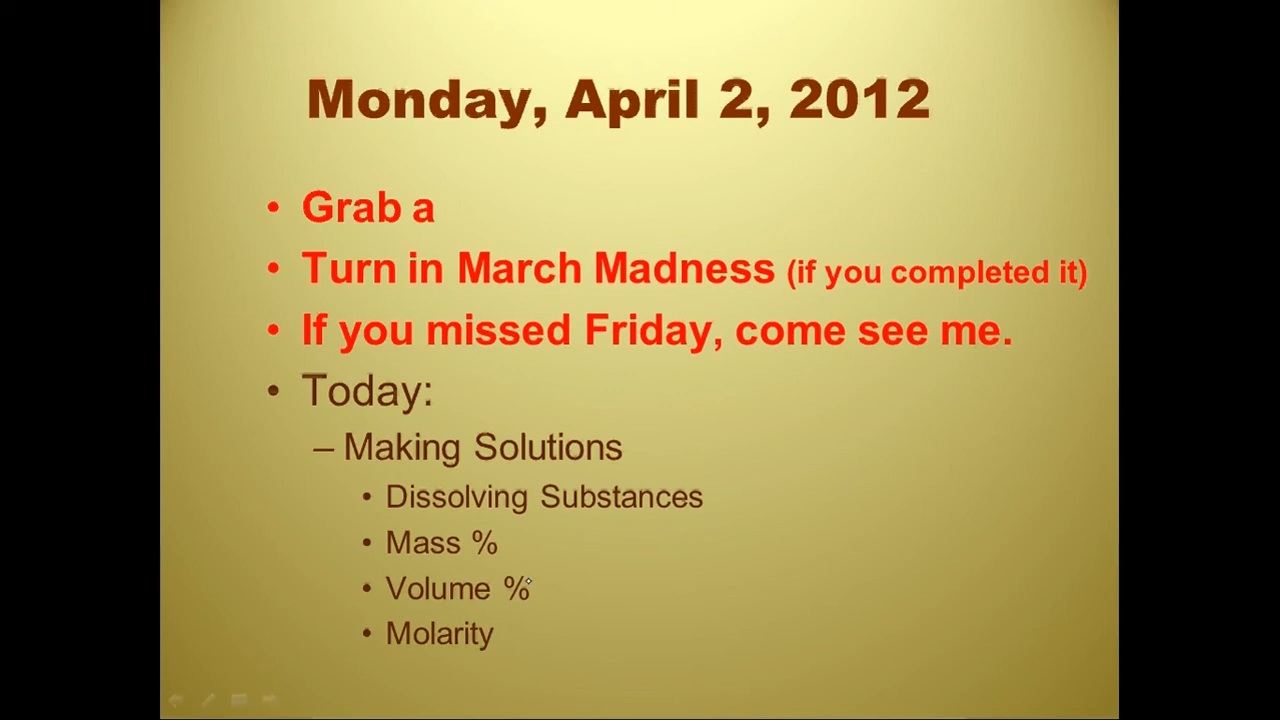 Monday, April 2, 2012
• Grab a
• Turn in March Madness (if you completed it)
• If you missed Friday, come see me.
• Today:
– Making Solutions
• Dissolving Substances
• Mass %
• Volume %
• Molarity